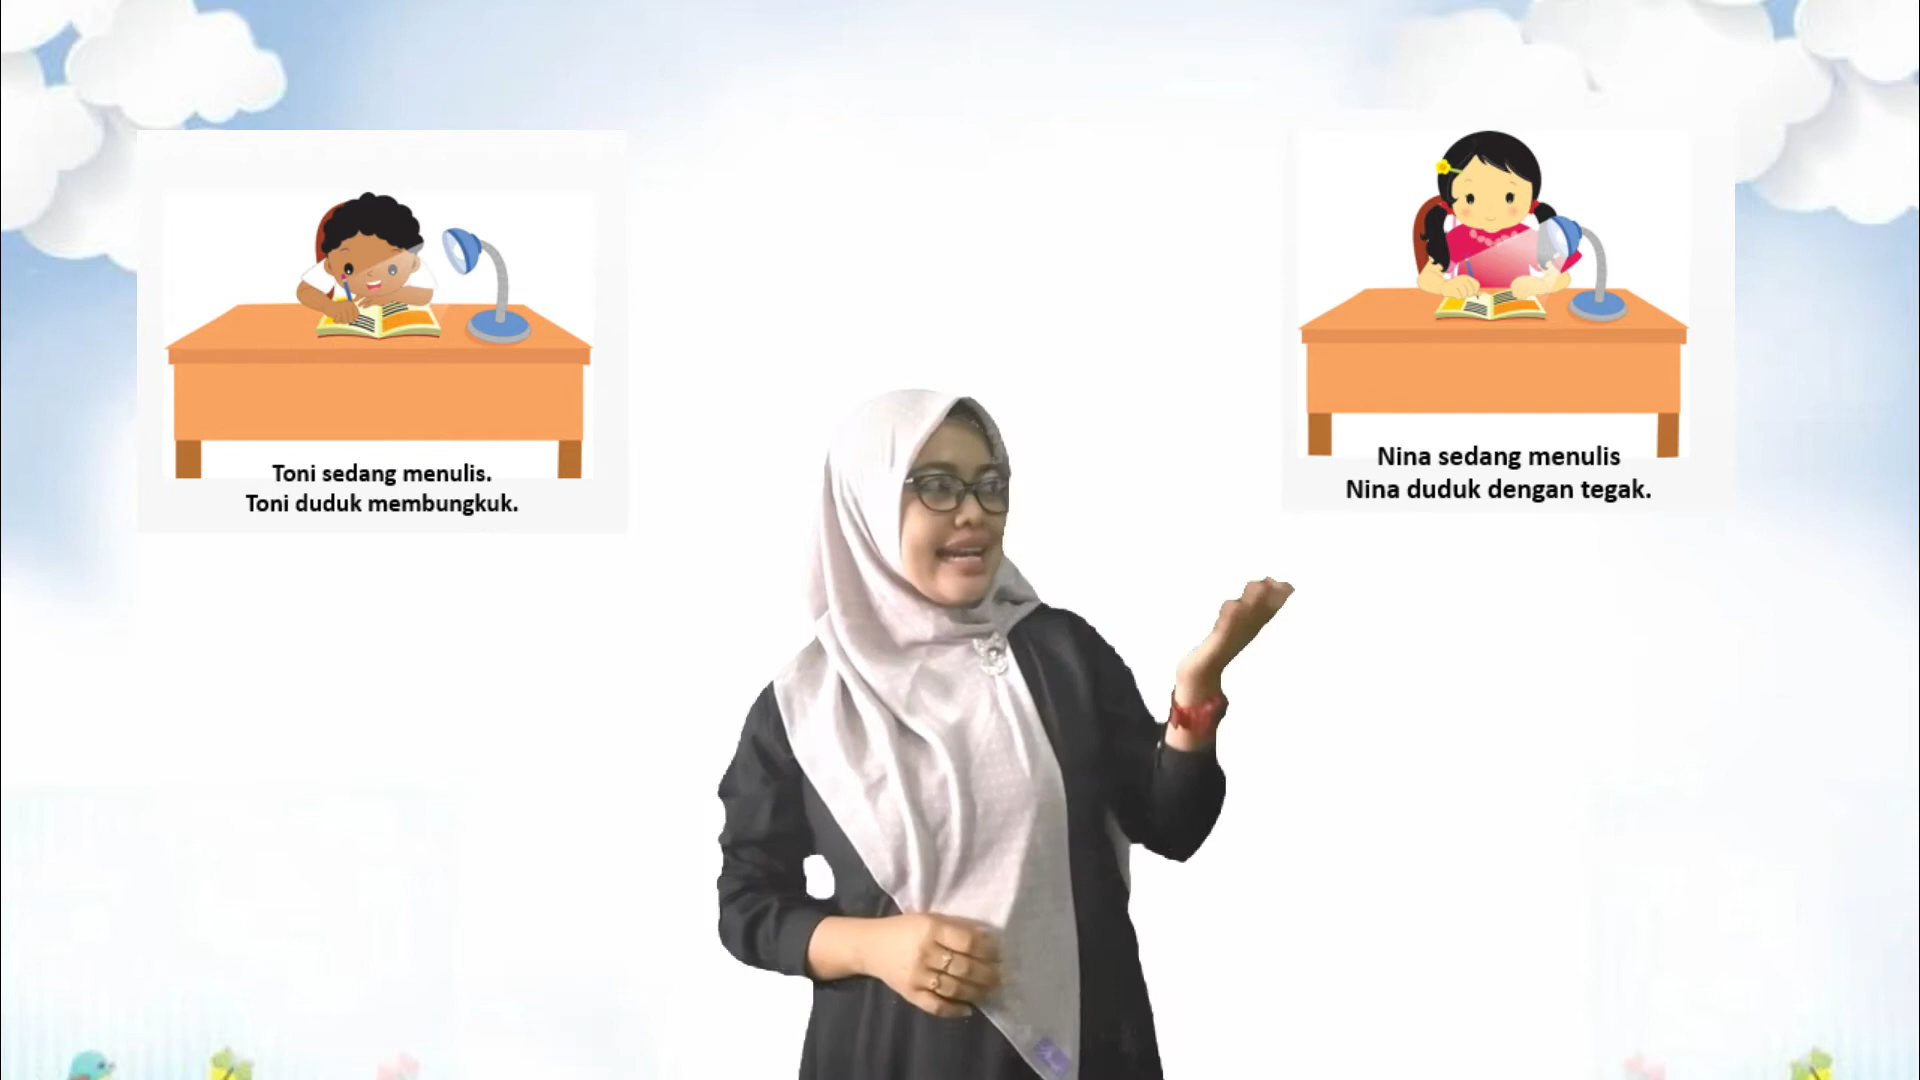 Toni sedang menulis.
Toni duduk membungkuk.
Nina sedang menulis
Nina duduk dengan tegak.